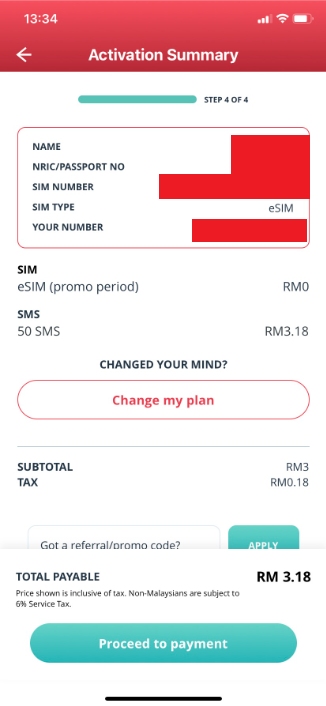 13:34
Activation Summary
STEP 4 OF 4
NAME
NRIC/PASSPORT NO
SIM NUMBER
SIM TYPE eSIM
YOUR NUMBER
SIM
eSIM (promo period) RM0
SMS
50 SMS RM3.18
CHANGED YOUR MIND?
Change my plan
SUBTOTAL RM3
TAX RM0.18
Got a referral/promo code? APPLY
TOTAL PAYABLE RM 3.18
Price shown is inclusive of tax. Non-Malaysians are subject to
6% Service Tax.
Proceed to payment